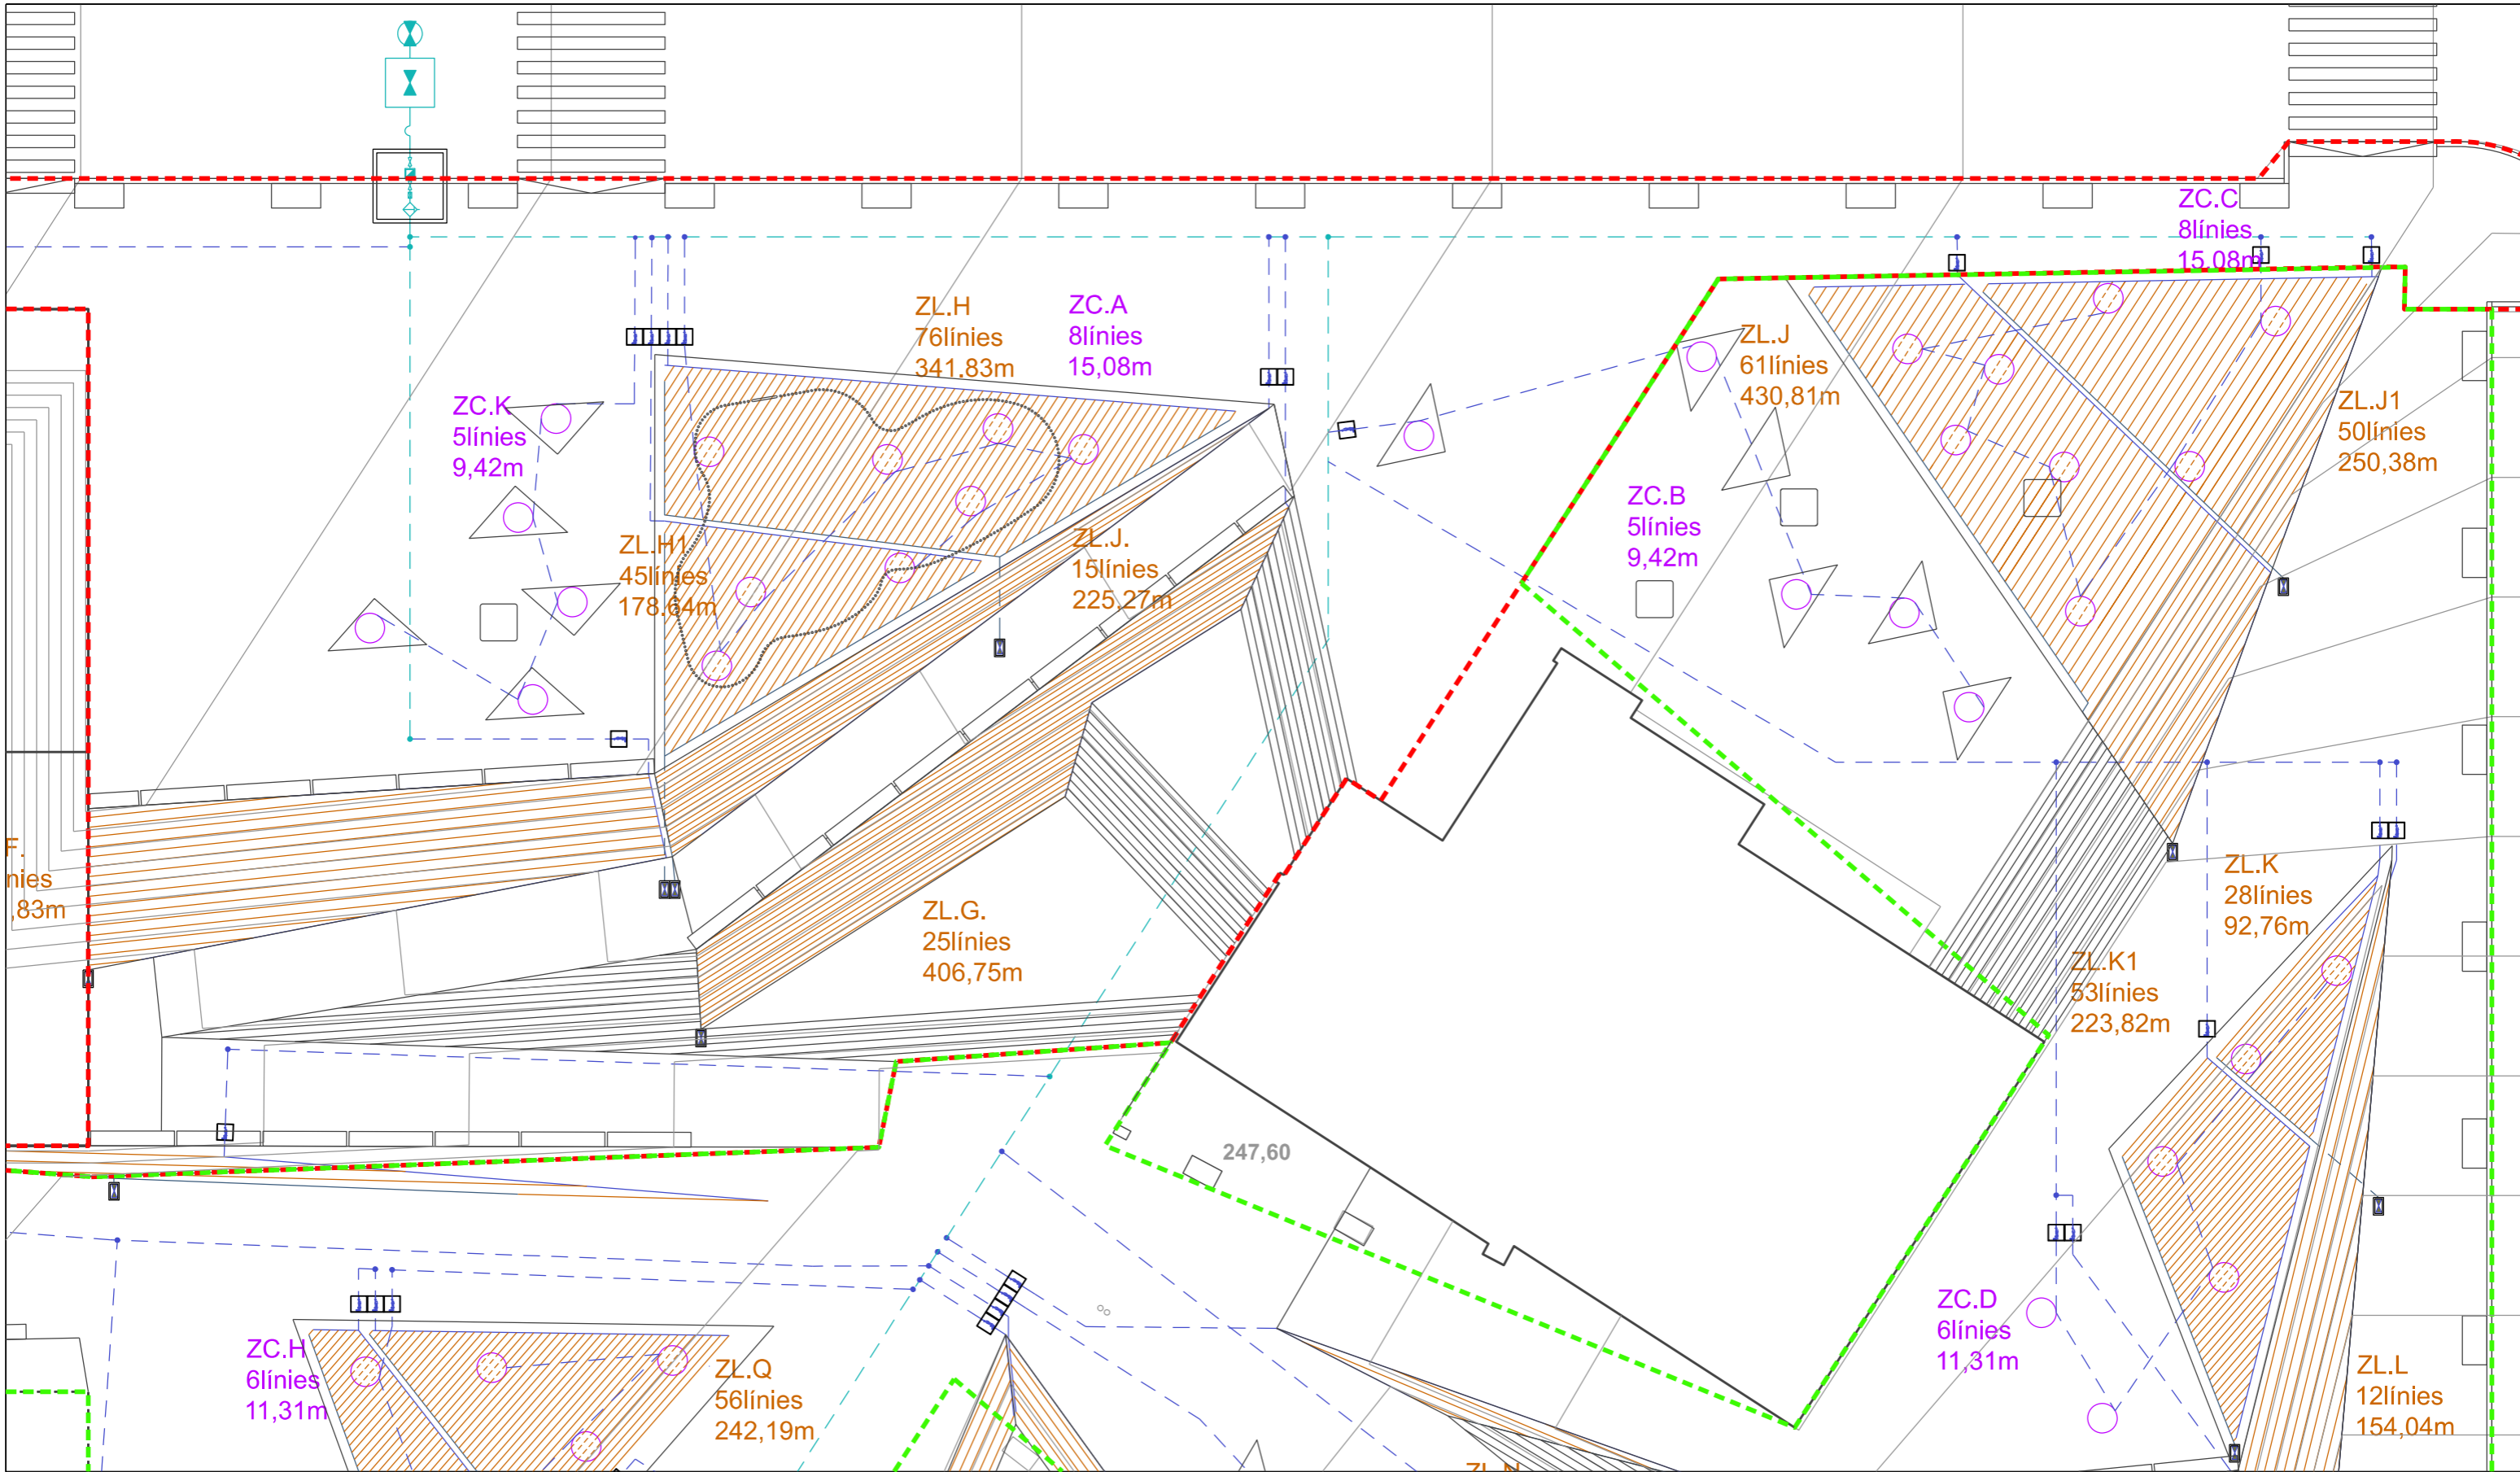 ZC.C
8línies
15,08m
ZL.H
76línies
341.83m
ZC.A
8línies
15,08m
ZL.J
61línies
430,81m
ZC.K
5línies
9,42m
ZL.J1
50línies
250,38m
ZC.B
5línies
9,42m
ZL.H1
45línies
178.64m
ZL.J.
15línies
225.27m
F.
nies
,83m
ZL.G.
25línies
406,75m
ZL.K
28línies
92,76m
ZL.K1
53línies
223,82m
247,60
ZC.D
6línies
11,31m
ZC.H
6línies
11,31m
ZL.Q
56línies
242,19m
ZL.L
12línies
154,04m